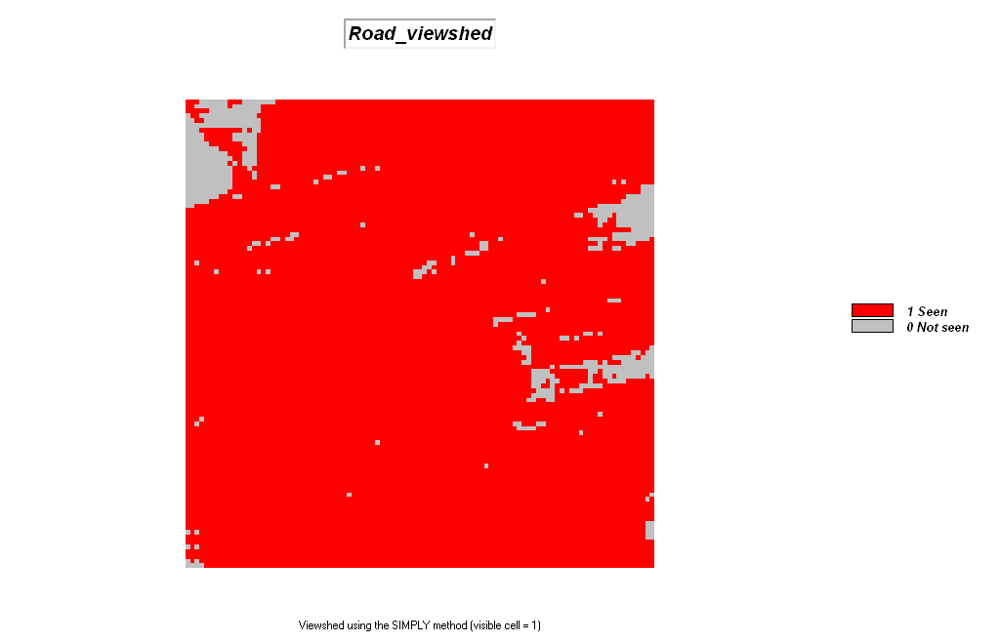 Road_viewshed
1 Seen
0 Not seen
Viewshed using the SIMPLY method (visible cell = 1)